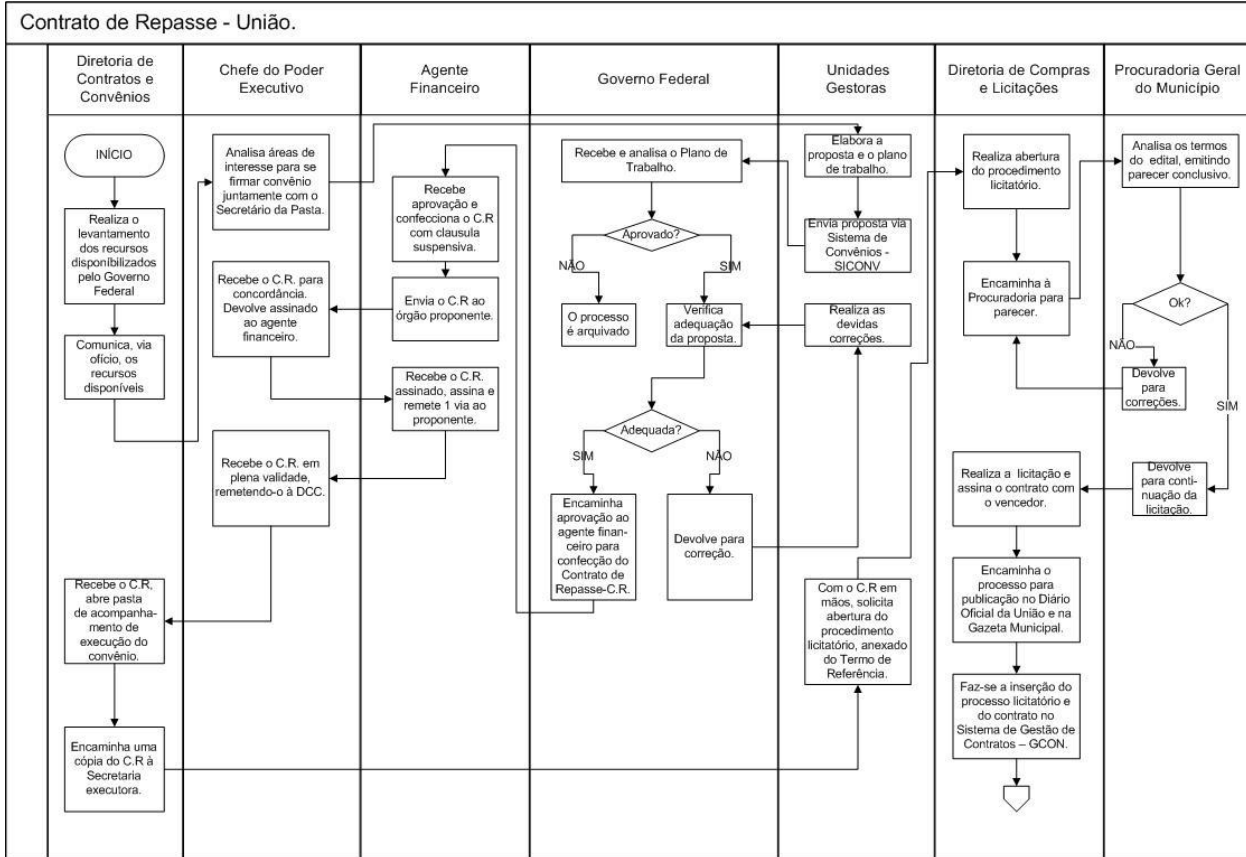 Contrato de Repasse - União.
Diretoria de
Contratos e
Convênios
Chefe do Poder
Executivo
Agente
Financeiro
Governo Federal
Unidades
Gestoras
Diretoria de Compras
e Licitações
Procuradoria Geral
do Município
INÍCIO
Realiza o
levantamento
dos recursos
disponíbilizados
pelo Governo
Federal
Comunica, via
ofício, os
recursos
disponíveis
Recebe o C.R,
abre pasta
de acompanha-
mento de
execução do
convênio.
Encaminha uma
cópia do C.R à
Secretaria
executora.
Analisa áreas de
interesse para se
firmar convênio
juntamente com o
Secretário da Pasta.
Recebe o C.R. para
concordância.
Devolve assinado
ao agente
financeiro.
Recebe o C.R. em
plena validade,
remetendo-o à DCC.
Recebe
aprovação e
confecciona o C.R
com clausula
suspensiva.
Envia o C.R ao
órgão proponente.
Recebe o C.R.
assinado, assina e
remete 1 via ao
proponente.
Recebe e analisa o Plano de
Trabalho.
Aprovado?
NÃO
SIM
O processo
é arquivado
Verifica
adequação
da proposta.
Adequada?
SIM
NÃO
Encaminha
aprovação ao
agente finan-
ceiro para
confecção do
Contrato de
Repasse-C.R.
Devolve para
correção.
Elabora a
proposta e o plano
de trabalho.
Envia proposta via
Sistema de
Convênios -
SICONV
Realiza as
devidas
correções.
Com o C.R em
mãos, solicita
abertura do
procedimento
licitatório, anexado
do Termo de
Referência.
Realiza abertura
do procedimento
licitatório.
Encaminha à
Procuradoria para
parecer.
Realiza a licitação e
assina o contrato com
o vencedor.
Encaminha o
processo para
publicação no Diário
Oficial da União e na
Gazeta Municipal.
Faz-se a inserção do
processo licitatório e
do contrato no
Sistema de Gestão de
Contratos – GCON.
Analisa os termos
do edital, emitindo
parecer conclusivo.
Ok?
NÃO
SIM
Devolve
para
correções.
Devolve
para conti-
nuação da
licitação.